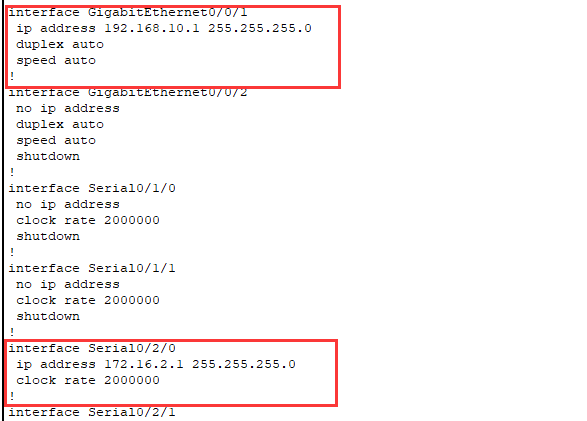 interface GigabitEthernet0/0/1
ip address 192.168.10.1 255.255.255.0
duplex auto
speed auto
!
interface GigabitEthernet0/0/2
no ip address
duplex auto
speed auto
shutdown
!
interface Serial0/1/0
no ip address
clock rate 2000000
shutdown
!
interface Serial0/1/1
no ip address
clock rate 2000000
shutdown
!
interface Serial0/2/0
ip address 172.16.2.1 255.255.255.0
clock rate 2000000
!
interface Serial0/2/1